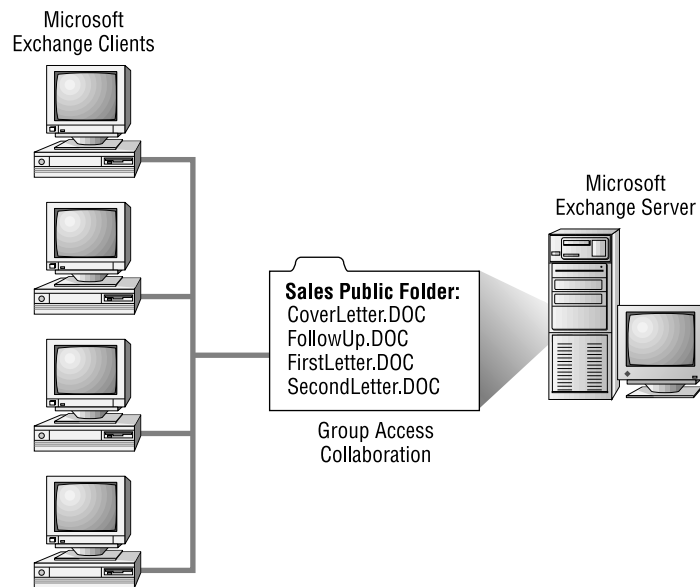 Microsoft
Exchange Clients
Microsoft
Exchange Server
Sales Public Folder:
CoverLetter.DOC
FollowUp.DOC
FirstLetter.DOC
SecondLetter.DOC
Group Access
Collaboration